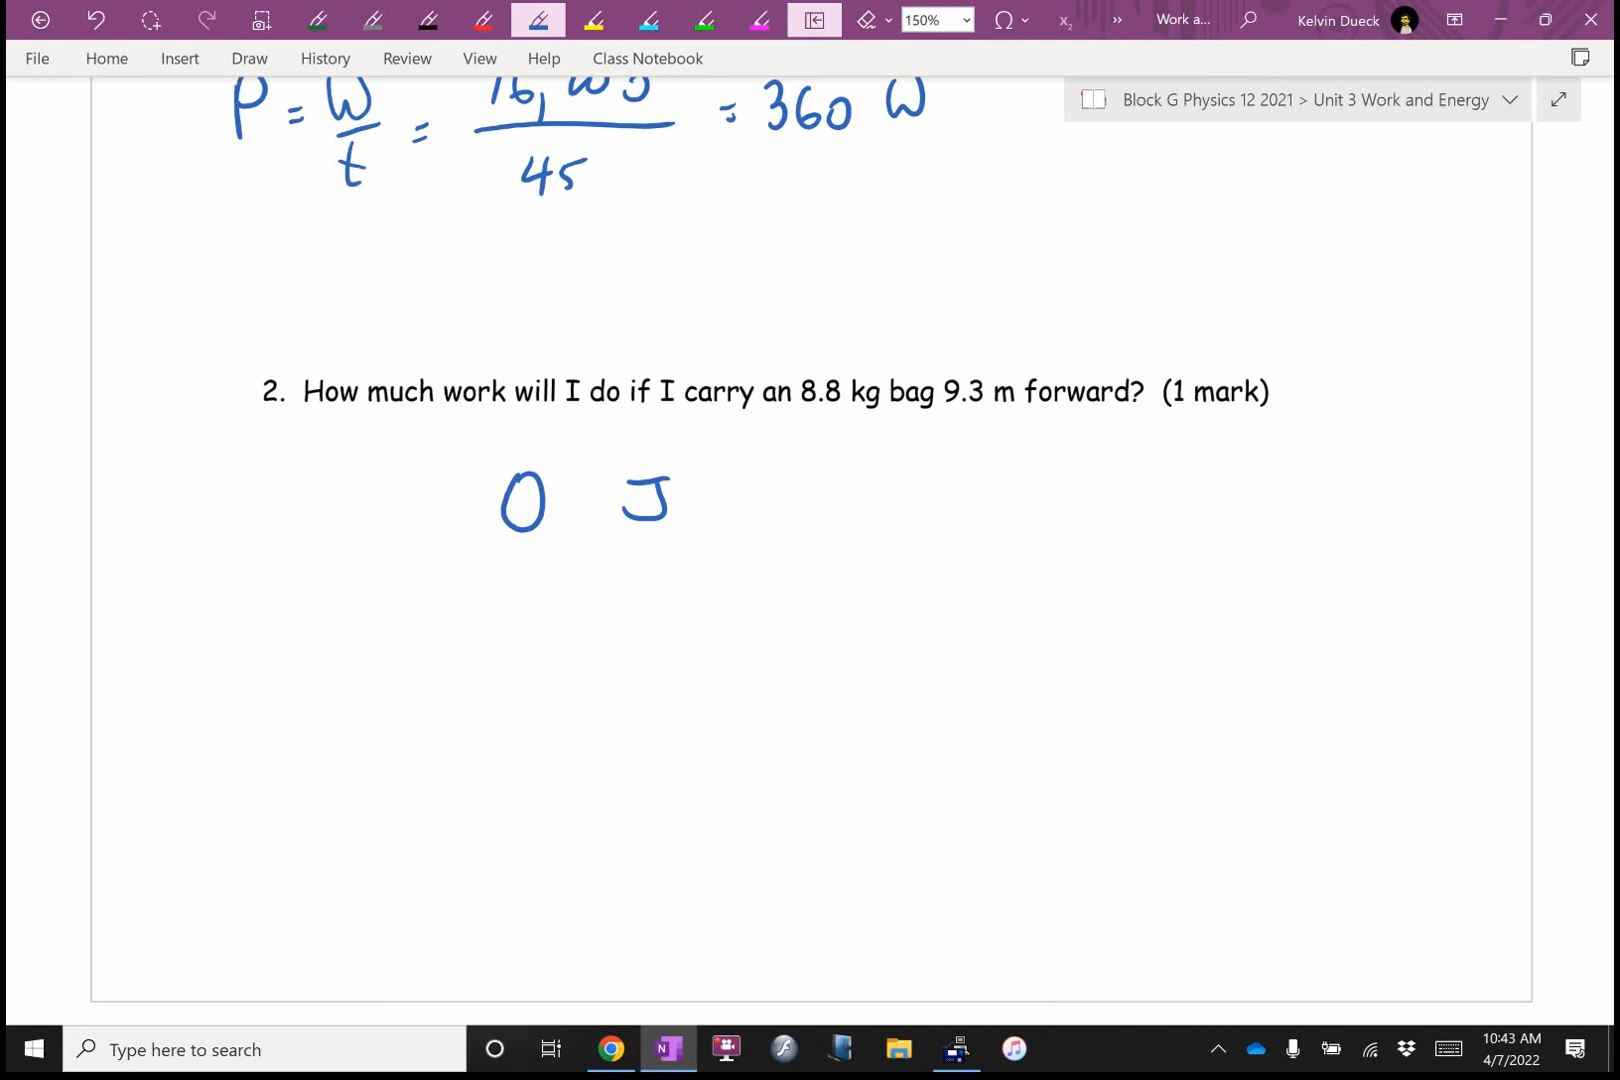 150%
Ω
x₂
»
Work a...
Kelvin Dueck
File Home Insert Draw History Review View Help Class Notebook
Block G Physics 12 2021 > Unit 3 Work and Energy
P = W/t = /45 = 360 W
2. How much work will I do if I carry an 8.8 kg bag 9.3 m forward? (1 mark)
0 J
Type here to search
10:43 AM
4/7/2022